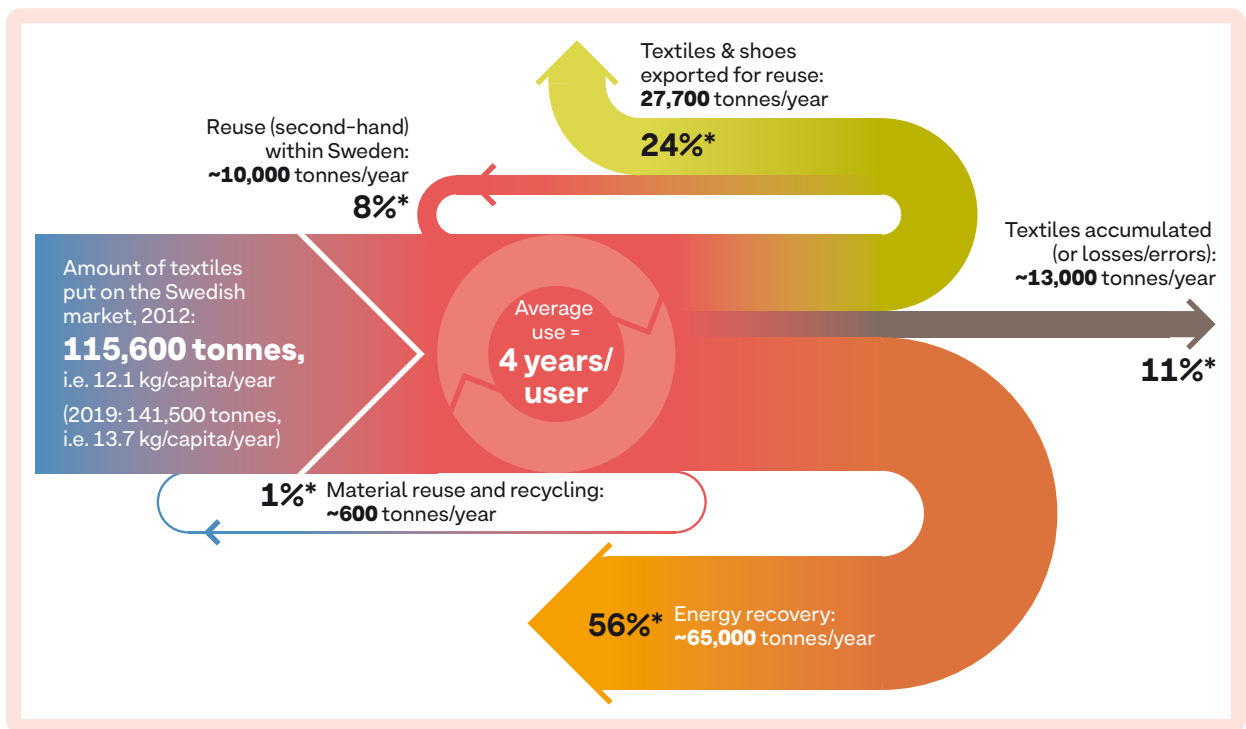 Textiles & shoes
exported for reuse:
27,700 tonnes/year
24%*
Reuse (second-hand)
within Sweden:
~10,000 tonnes/year
8%*
Textiles accumulated
(or losses/errors):
~13,000 tonnes/year
11%*
Amount of textiles
put on the Swedish
market, 2012:
115,600 tonnes,
i.e. 12.1 kg/capita/year
(2019: 141,500 tonnes,
i.e. 13.7 kg/capita/year)
Average
use =
4 years/
user
1%* Material reuse and recycling:
~600 tonnes/year
56%* Energy recovery:
~65,000 tonnes/year